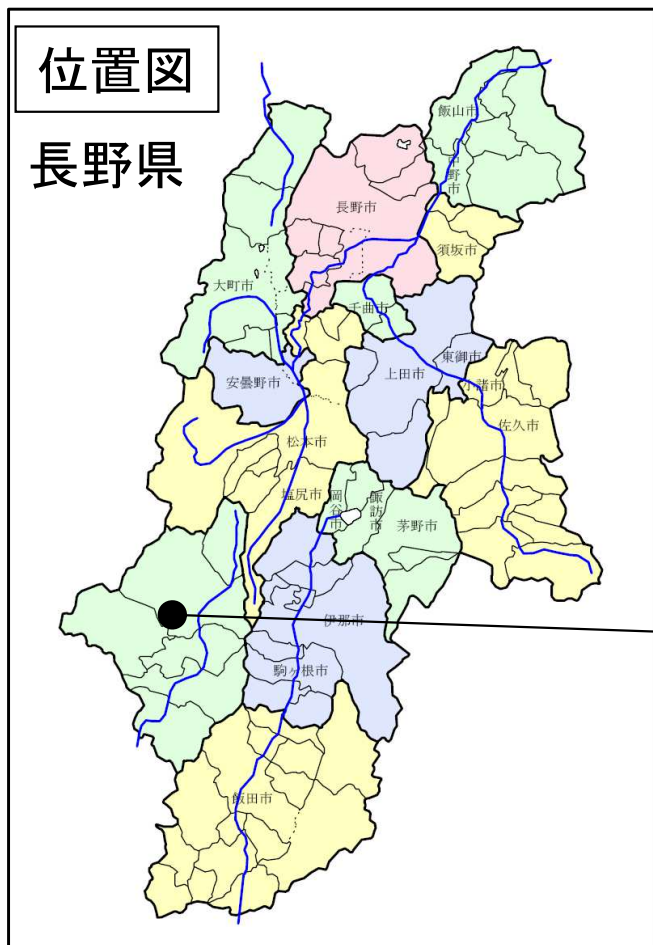 位置図
長野県
飯山市
中野市
長野市
須坂市
大町市
千曲市
東御市
上田市
小諸市
安曇野市
佐久市
松本市
塩尻市
岡谷市
諏訪市
茅野市
伊那市
駒ヶ根市
飯田市